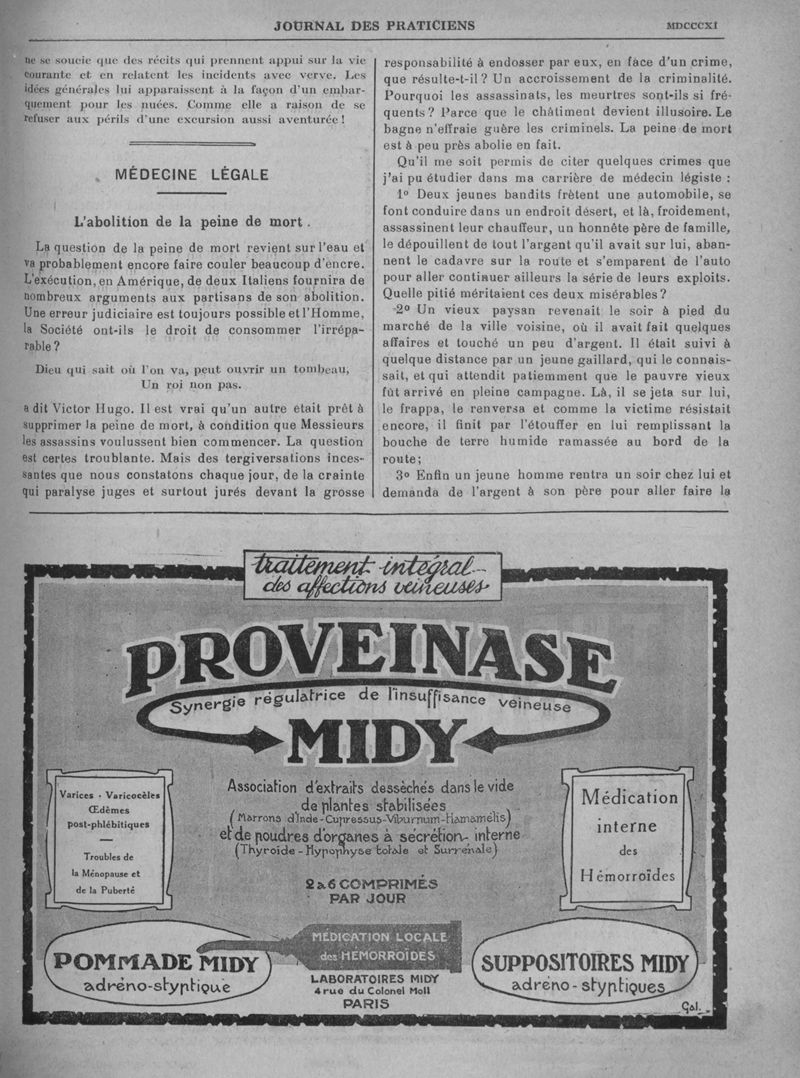 JOURNAL DES PRATICIENS
MDCCCXI
ne se soucie que des récits qui prennent appui sur la vie
courante et en relatent les incidents avec verve. Les
idées générales lui apparaissent à la façon d'un embar-
quement pour les nuées. Comme elle a raison de se
refuser aux périls d'une excursion aussi aventurée !
MÉDECINE LÉGALE
L'abolition de la peine de mort.
La question de la peine de mort revient sur l'eau et
va probablement encore faire couler beaucoup d'encre.
L'exécution, en Amérique, de deux Italiens fournira de
nombreux arguments aux partisans de son abolition.
Une erreur judiciaire est toujours possible et l'Homme,
la Société ont-ils le droit de consommer l'irrépa-
rable ?
Dieu qui sait où l'on va, peut ouvrir un tombeau,
Un roi non pas.
a dit Victor Hugo. Il est vrai qu'un autre etait prêt à
supprimer la peine de mort, à condition que Messieurs
les assassins voulussent bien commencer. La question
est certes troublante. Mais des tergiversations inces-
santes que nous constatons chaque jour, de la crainte
qui paralyse juges et surtout jurés devant la grosse
responsabilité à endosser par eux, en face d'un crime,
que résulte-t-il ? Un accroissement de la criminalité.
Pourquoi les assassinats, les meurtres sont-ils si fré-
quents ? Parce que le châtiment devient illusoire. Le
bagne n'effraie guère les criminels. La peine de mort
est à peu près abolie en fait.
Qu'il me soit permis de citer quelques crimes que
j'ai pu étudier dans ma carrière de médecin légiste :
1º Deux jeunes bandits frètent une automobile, se
font conduire dans un endroit désert, et là, froidement,
assassinent leur chauffeur, un honnête père de famille,
le dépouillent de tout l'argent qu'il avait sur lui, aban-
nent le cadavre sur la route et s'emparent de l'auto
pour aller continuer ailleurs la série de leurs exploits.
Quelle pitié méritaient ces deux misérables ?
2º Un vieux paysan revenait le soir à pied du
marché de la ville voisine, où il avait fait quelques
affaires et touché un peu d'argent. Il était suivi à
quelque distance par un jeune gaillard, qui le connais-
sait, et qui attendit patiemment que le pauvre vieux
fût arrivé en pleine campagne. Là, il se jeta sur lui,
le frappa, le renversa et comme la victime résistait
encore, il finit par l'étouffer en lui remplissant la
bouche de terre humide ramassée au bord de la
route;
3º Enfin un jeune homme rentra un soir chez lui et
demanda de l'argent à son père pour aller faire la
traitement intégral
des affections veineuses
PROVEINASE
Synergie régulatrice de l'insuffisance veineuse
MIDY
Varices - Varicocèles
Œdèmes
post-phlébitiques
Troubles de
la Ménopause et
de la Puberté
Association d'extraits desséchés dans le vide
de plantes stabilisées
(Marrons d'Inde-Cupressus-Viburnum-Hamamelis)
et de poudres d'organes à sécrétion interne
(Thyroïde - Hypophyse totale et Surrénale)
2 à 6 COMPRIMÉS
PAR JOUR
Médication
interne
des
Hémorroïdes
MÉDICATION LOCALE
des HÉMORROÏDES
POMMADE MIDY
adréno-styptique
LABORATOIRES MIDY
4 rue du Colonel Moll
PARIS
SUPPOSITOIRES MIDY
adréno-styptiques
Gal.